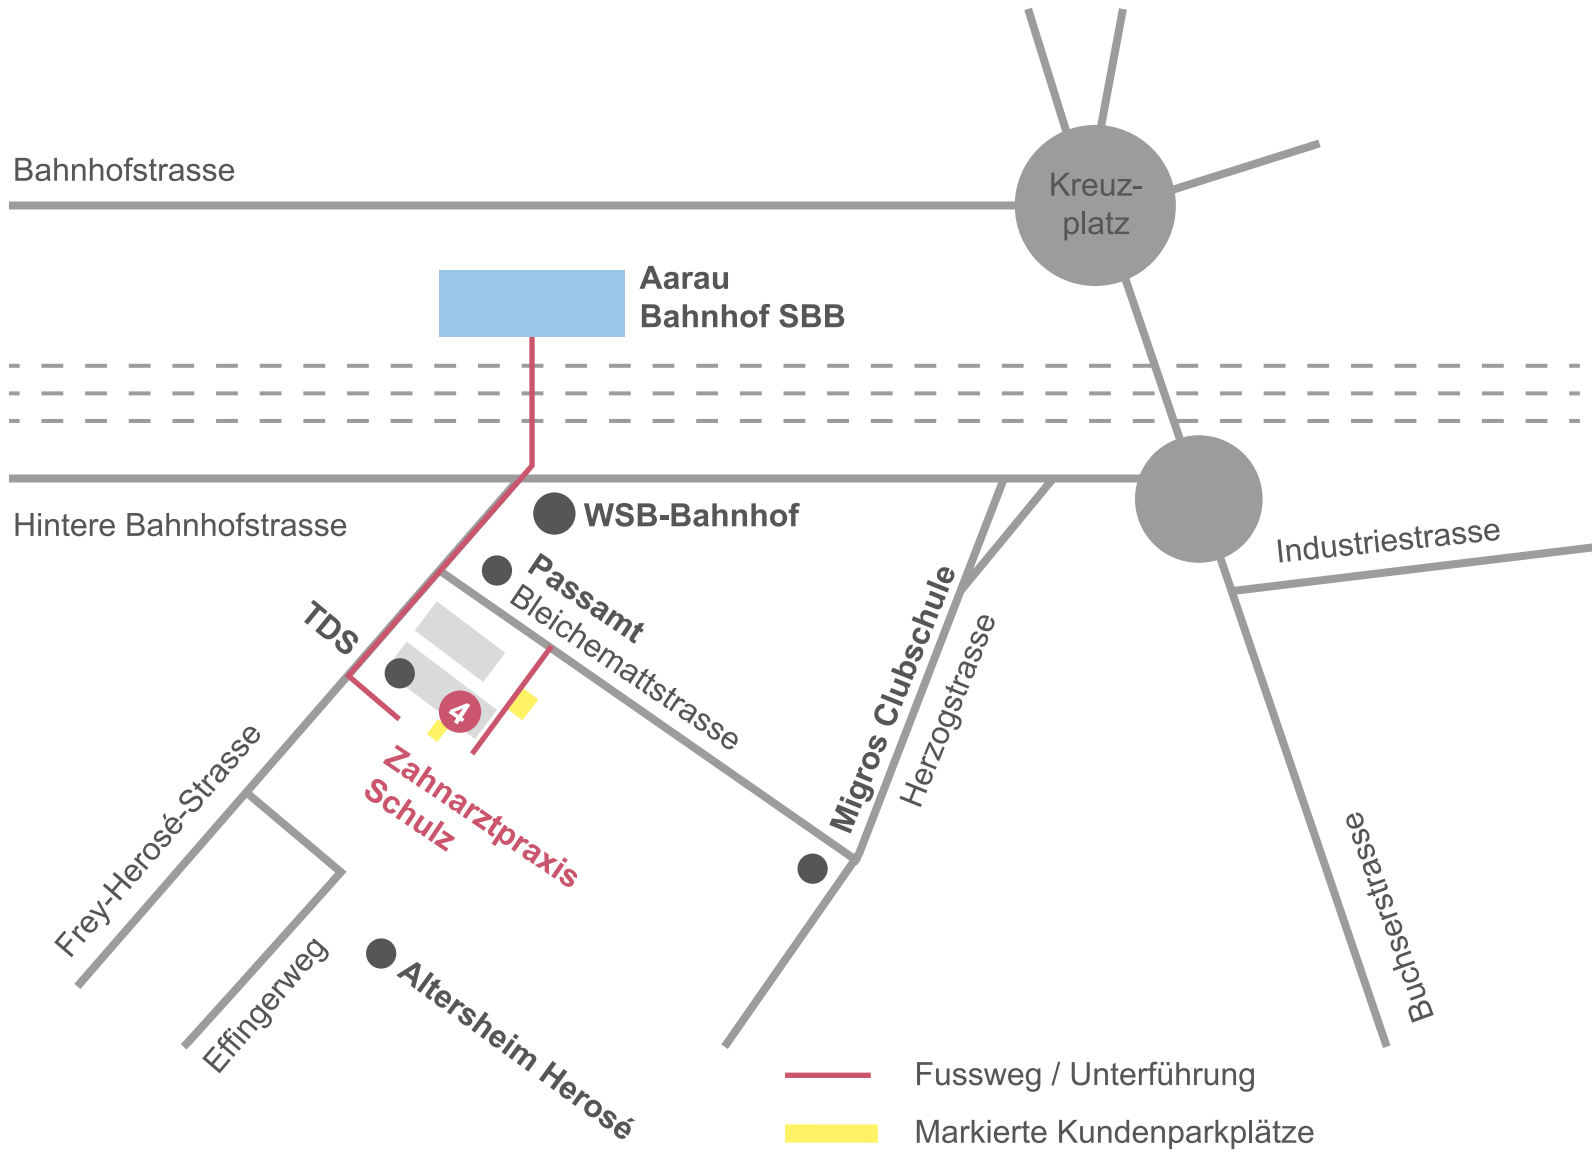 Bahnhofstrasse
Kreuz-
platz
Aarau
Bahnhof SBB
Hintere Bahnhofstrasse
WSB-Bahnhof
Industriestrasse
Passamt
Bleichemattstrasse
TDS
4
Zahnarztpraxis
Schulz
Migros Clubschule
Herzogstrasse
Frey-Herosé-Strasse
Effingerweg
Altersheim Herosé
Buchserstrasse
Fussweg / Unterführung
Markierte Kundenparkplätze